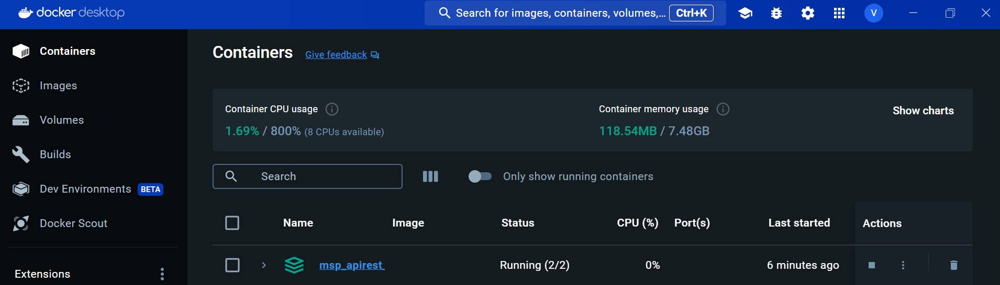 docker desktop
Search for images, containers, volumes,... Ctrl+K
V
Containers
Images
Volumes
Builds
Dev Environments BETA
Docker Scout
Extensions
Containers Give feedback
Container CPU usage
1.69% / 800% (8 CPUs available)
Container memory usage
118.54MB / 7.48GB
Show charts
Search
Only show running containers
Name Image Status CPU (%) Port(s) Last started Actions
msp_apirest_ Running (2/2) 0% 6 minutes ago